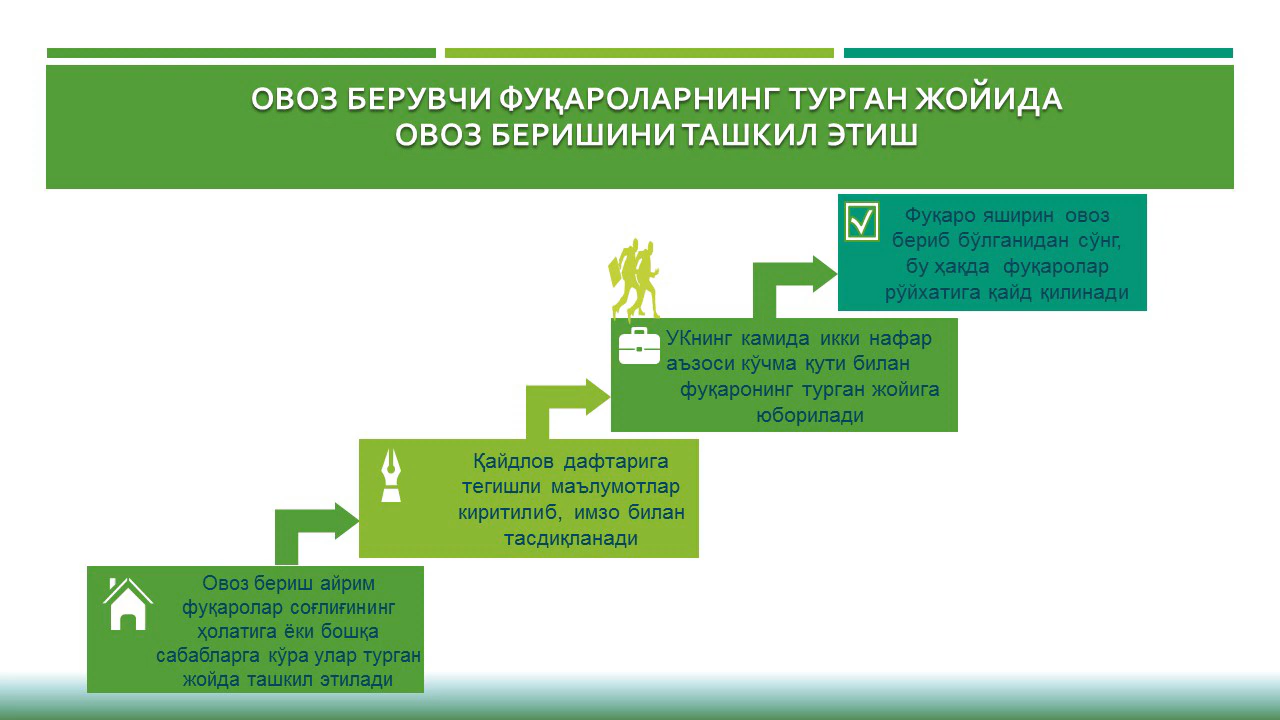 ОВОЗ БЕРУВЧИ ФУҚАРОЛАРНИНГ ТУРГАН ЖОЙИДА
ОВОЗ БЕРИШИНИ ТАШКИЛ ЭТИШ
Фуқаро яширин овоз
бериб бўлганидан сўнг,
бу ҳақда фуқаролар
рўйхатига қайд қилинади
УКнинг камида икки нафар
аъзоси кўчма қути билан
фуқаронинг турган жойига
юборилади
Қайдлов дафтарига
тегишли маълумотлар
киритилиб, имзо билан
тасдиқланади
Овоз бериш айрим
фуқаролар соғлиғининг
ҳолатига ёки бошқа
сабабларга кўра улар турган
жойда ташкил этилади